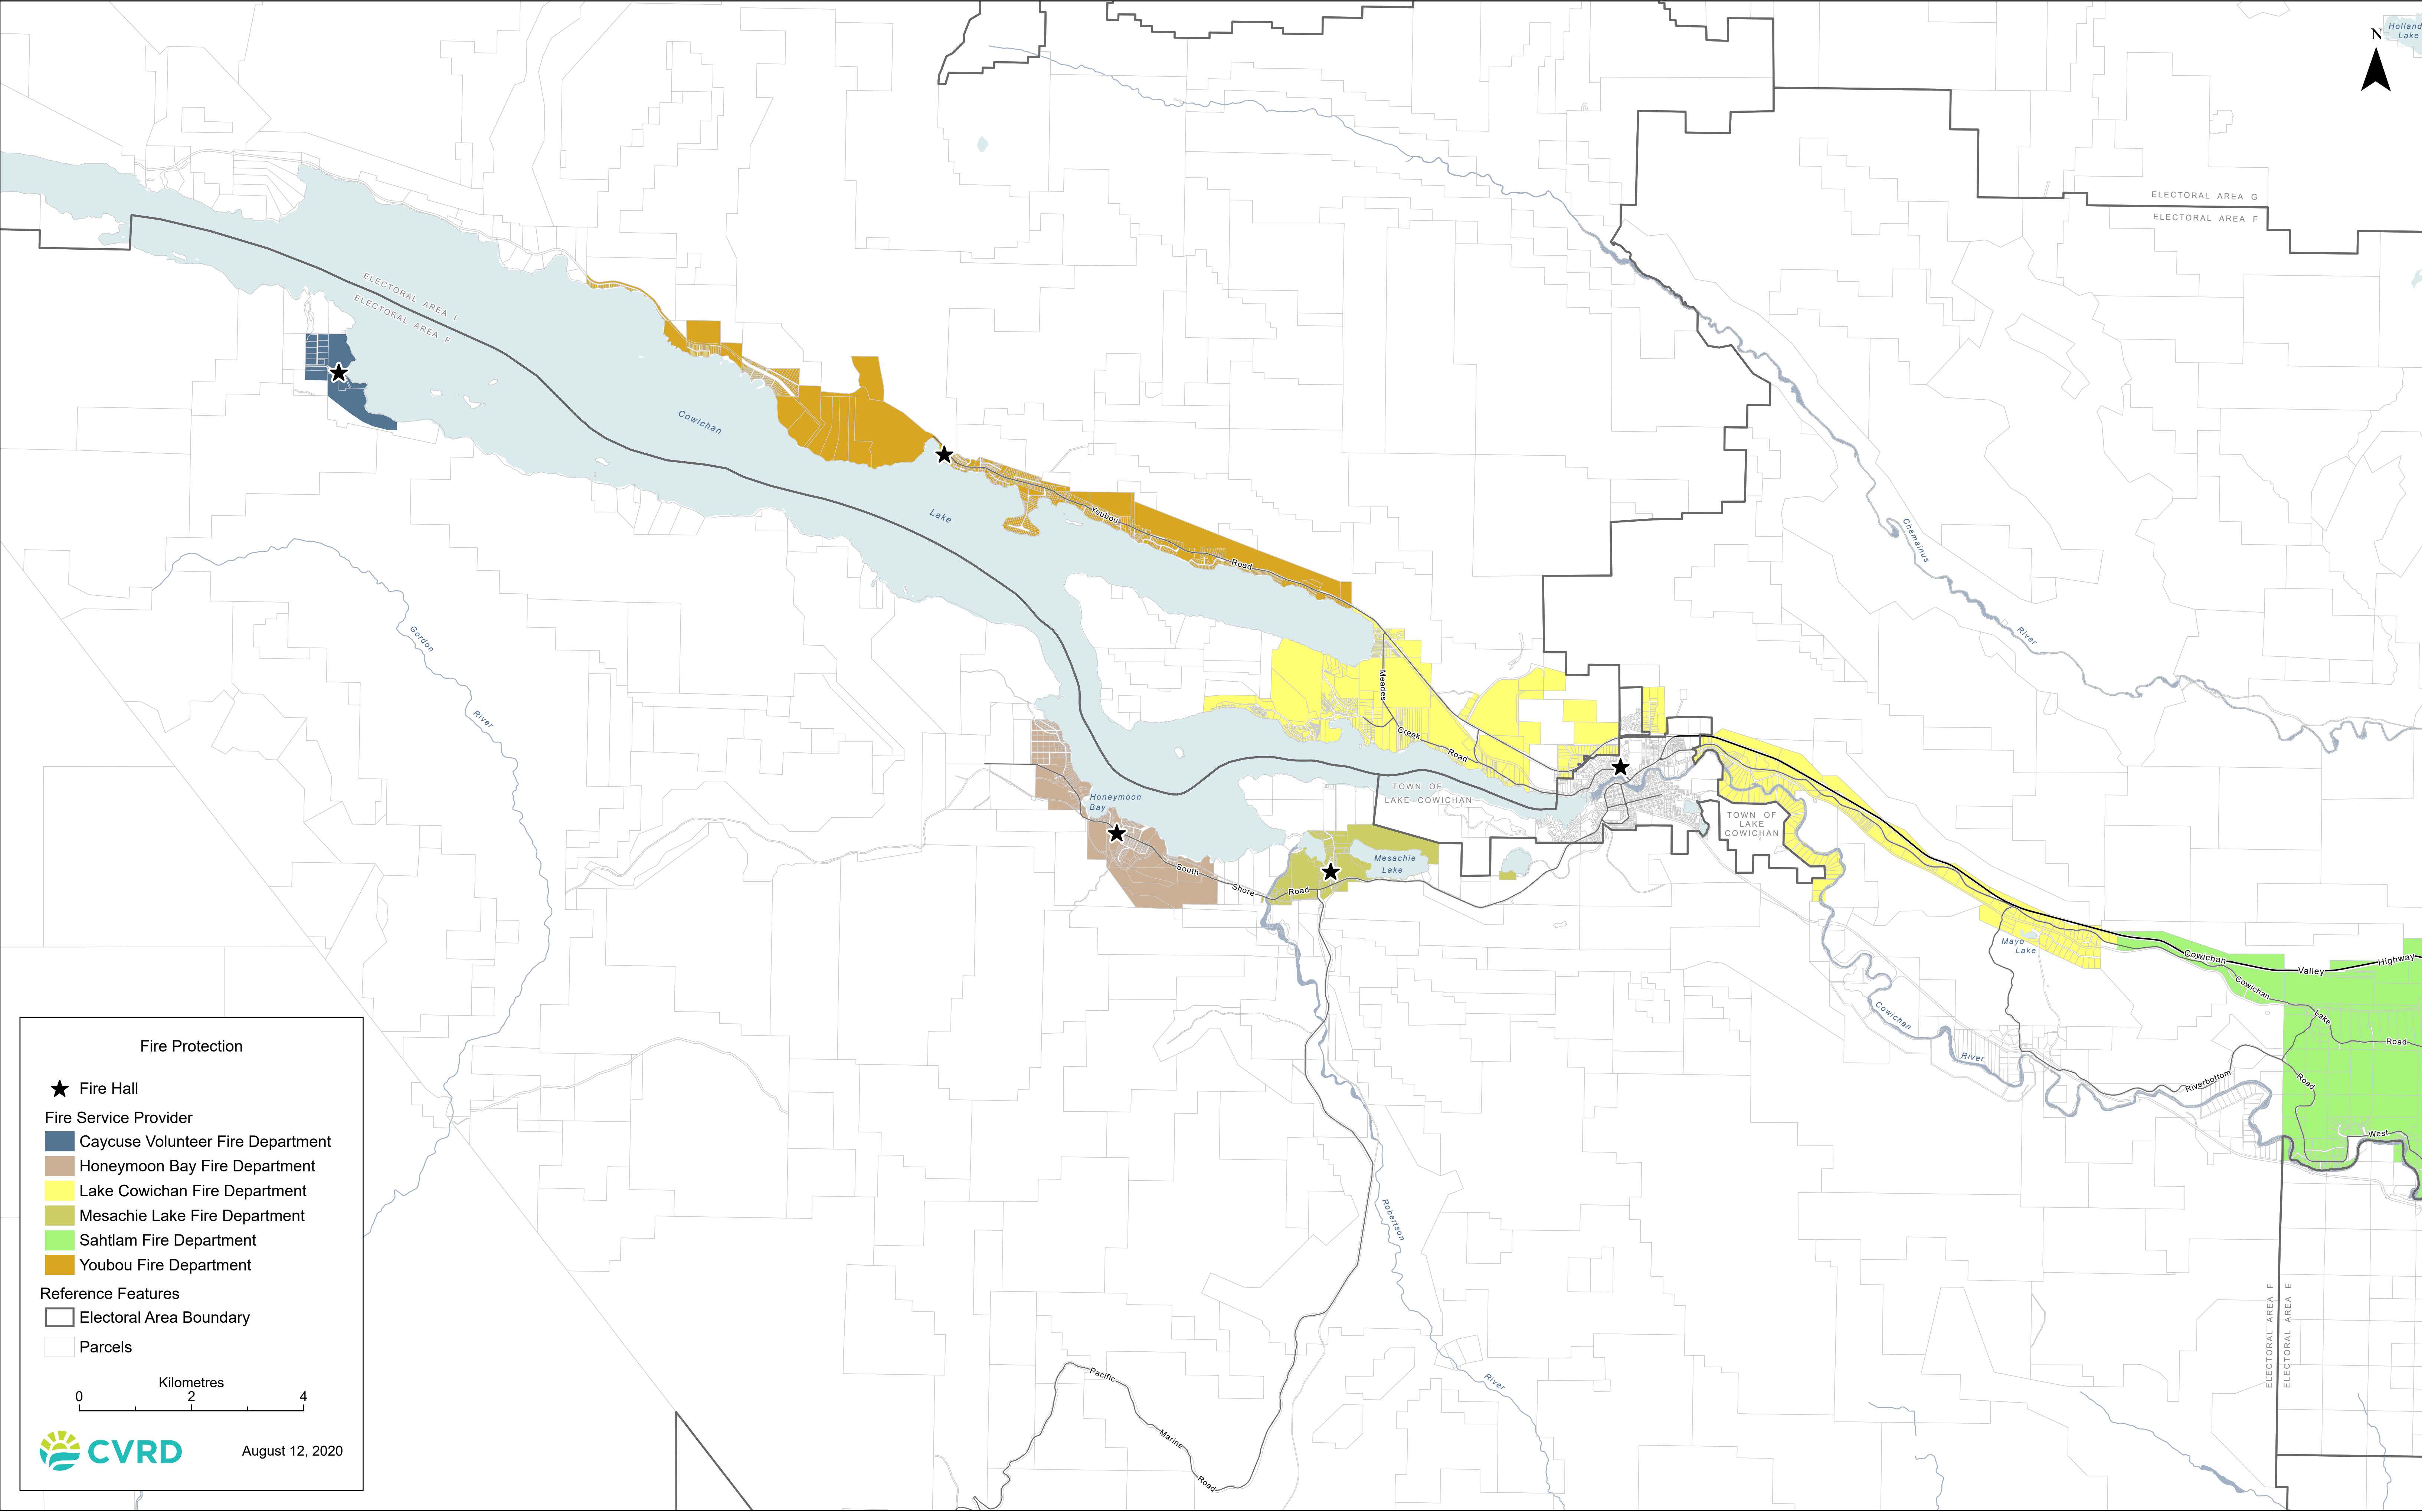 Holland
Lake
N
ELECTORAL AREA G
ELECTORAL AREA F
ELECTORAL AREA I
ELECTORAL AREA F
Cowichan
Lake
Youbou
Road
Chemainus
River
Gordon
River
Meades
Creek
Road
Honeymoon
Bay
TOWN OF
LAKE COWICHAN
TOWN OF
LAKE
COWICHAN
Mesachie
Lake
South
Shore
Road
Mayo
Lake
Cowichan
Valley
Highway
Cowichan
Lake
Road
Cowichan
River
Riverbottom
Road
West
Robertson
River
Pacific
Marine
Road
ELECTORAL AREA F
ELECTORAL AREA E
Fire Protection
Fire Hall
Fire Service Provider
Caycuse Volunteer Fire Department
Honeymoon Bay Fire Department
Lake Cowichan Fire Department
Mesachie Lake Fire Department
Sahtlam Fire Department
Youbou Fire Department
Reference Features
Electoral Area Boundary
Parcels
Kilometres
0 2 4
CVRD
August 12, 2020